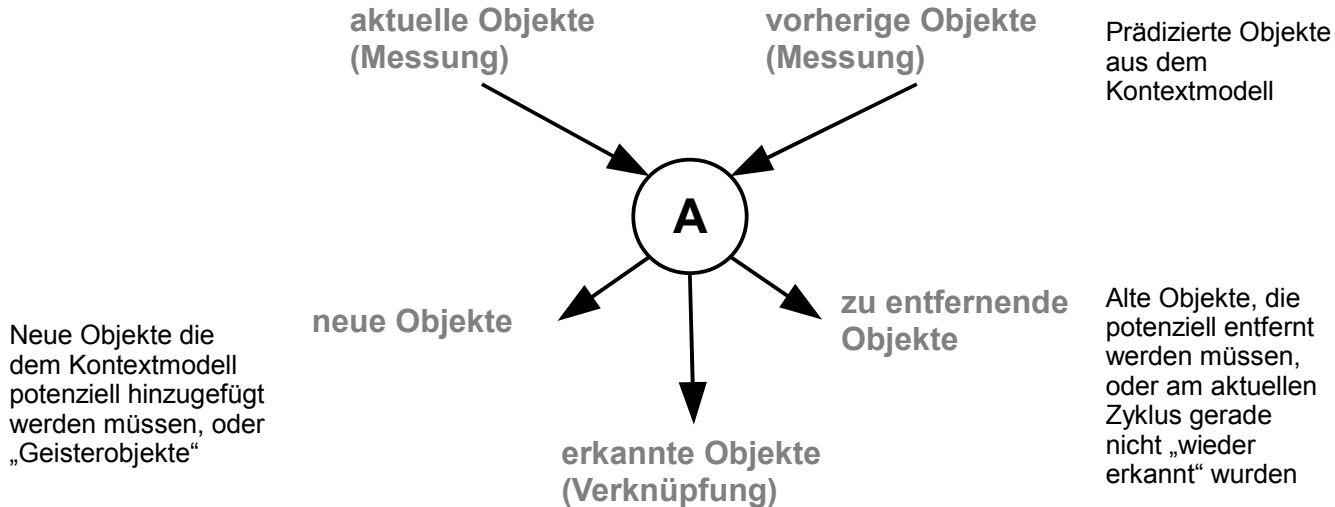 aktuelle Objekte
(Messung)
vorherige Objekte
(Messung)
Prädizierte Objekte
aus dem
Kontextmodell
A
neue Objekte
zu entfernende
Objekte
Neue Objekte die
dem Kontextmodell
potenziell hinzugefügt
werden müssen, oder
„Geisterobjekte“
Alte Objekte, die
potenziell entfernt
werden müssen,
oder am aktuellen
Zyklus gerade
nicht „wieder
erkannt“ wurden
erkannte Objekte
(Verknüpfung)